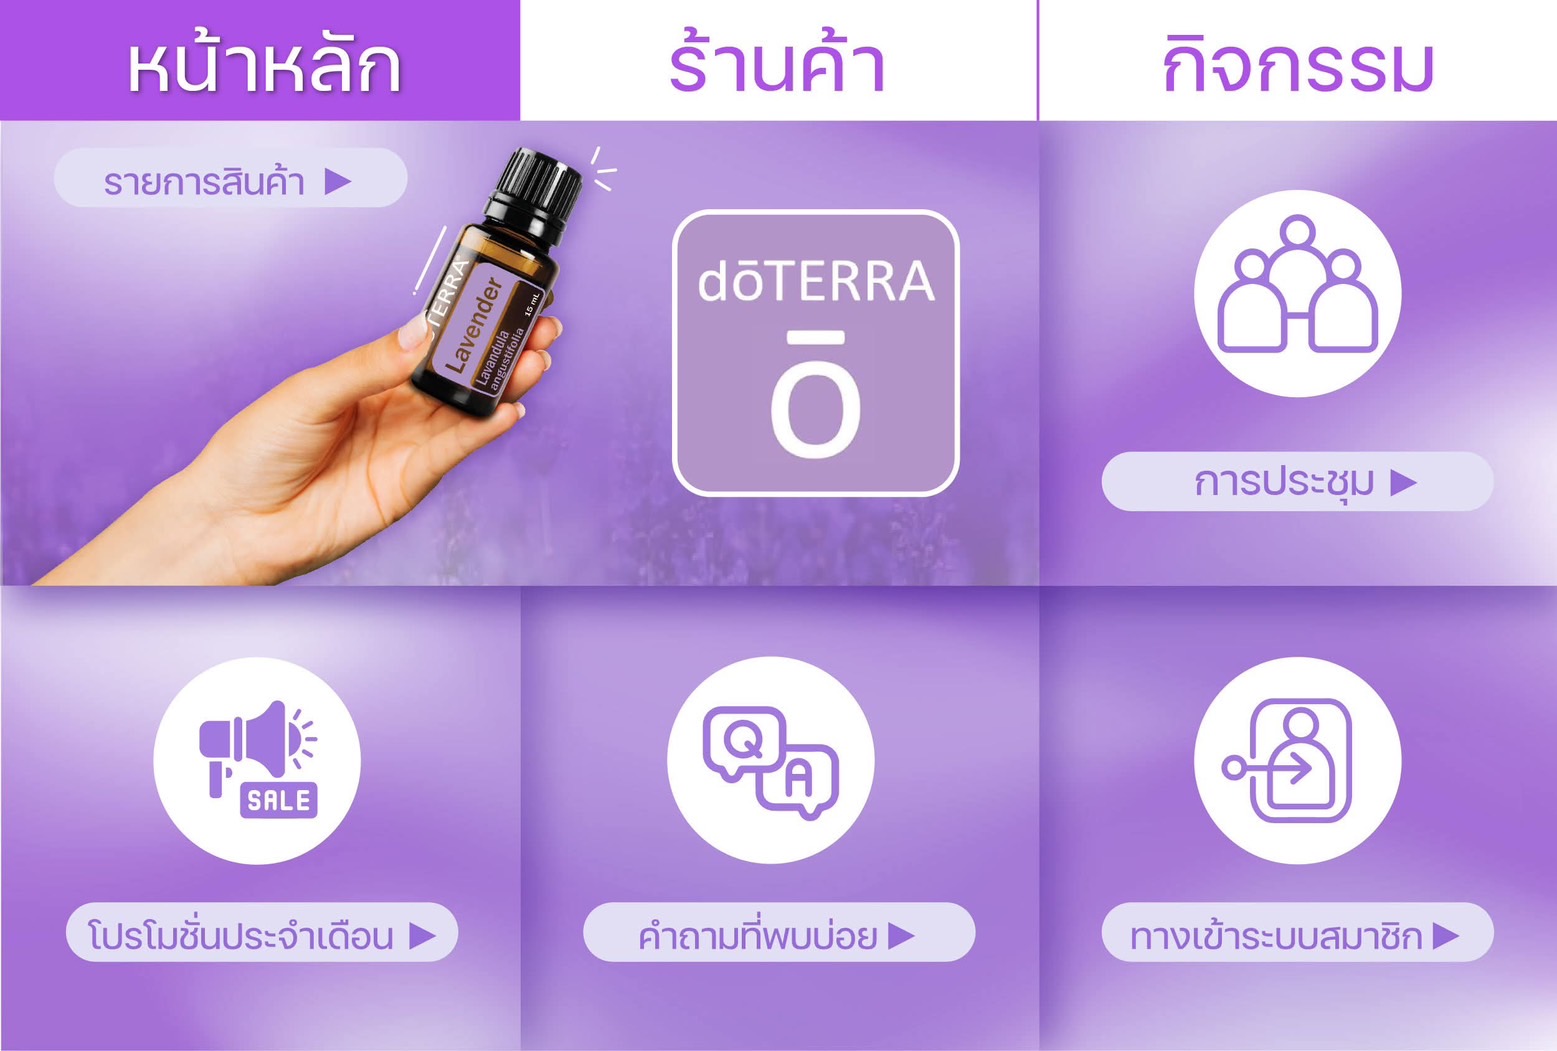 หน้าหลัก
ร้านค้า
กิจกรรม
รายการสินค้า
TERRA
Lavender
Lavandula
angustifolia
15 mL
dōTERRA
ō
การประชุม
SALE
Q
A
โปรโมชั่นประจำเดือน
คำถามที่พบบ่อย
ทางเข้าระบบสมาชิก